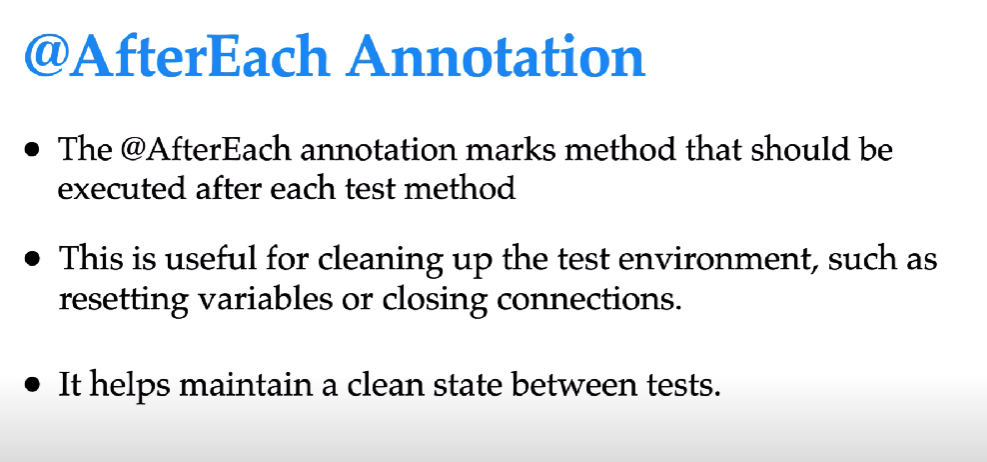 @AfterEach Annotation
• The @AfterEach annotation marks method that should be
executed after each test method
• This is useful for cleaning up the test environment, such as
resetting variables or closing connections.
• It helps maintain a clean state between tests.